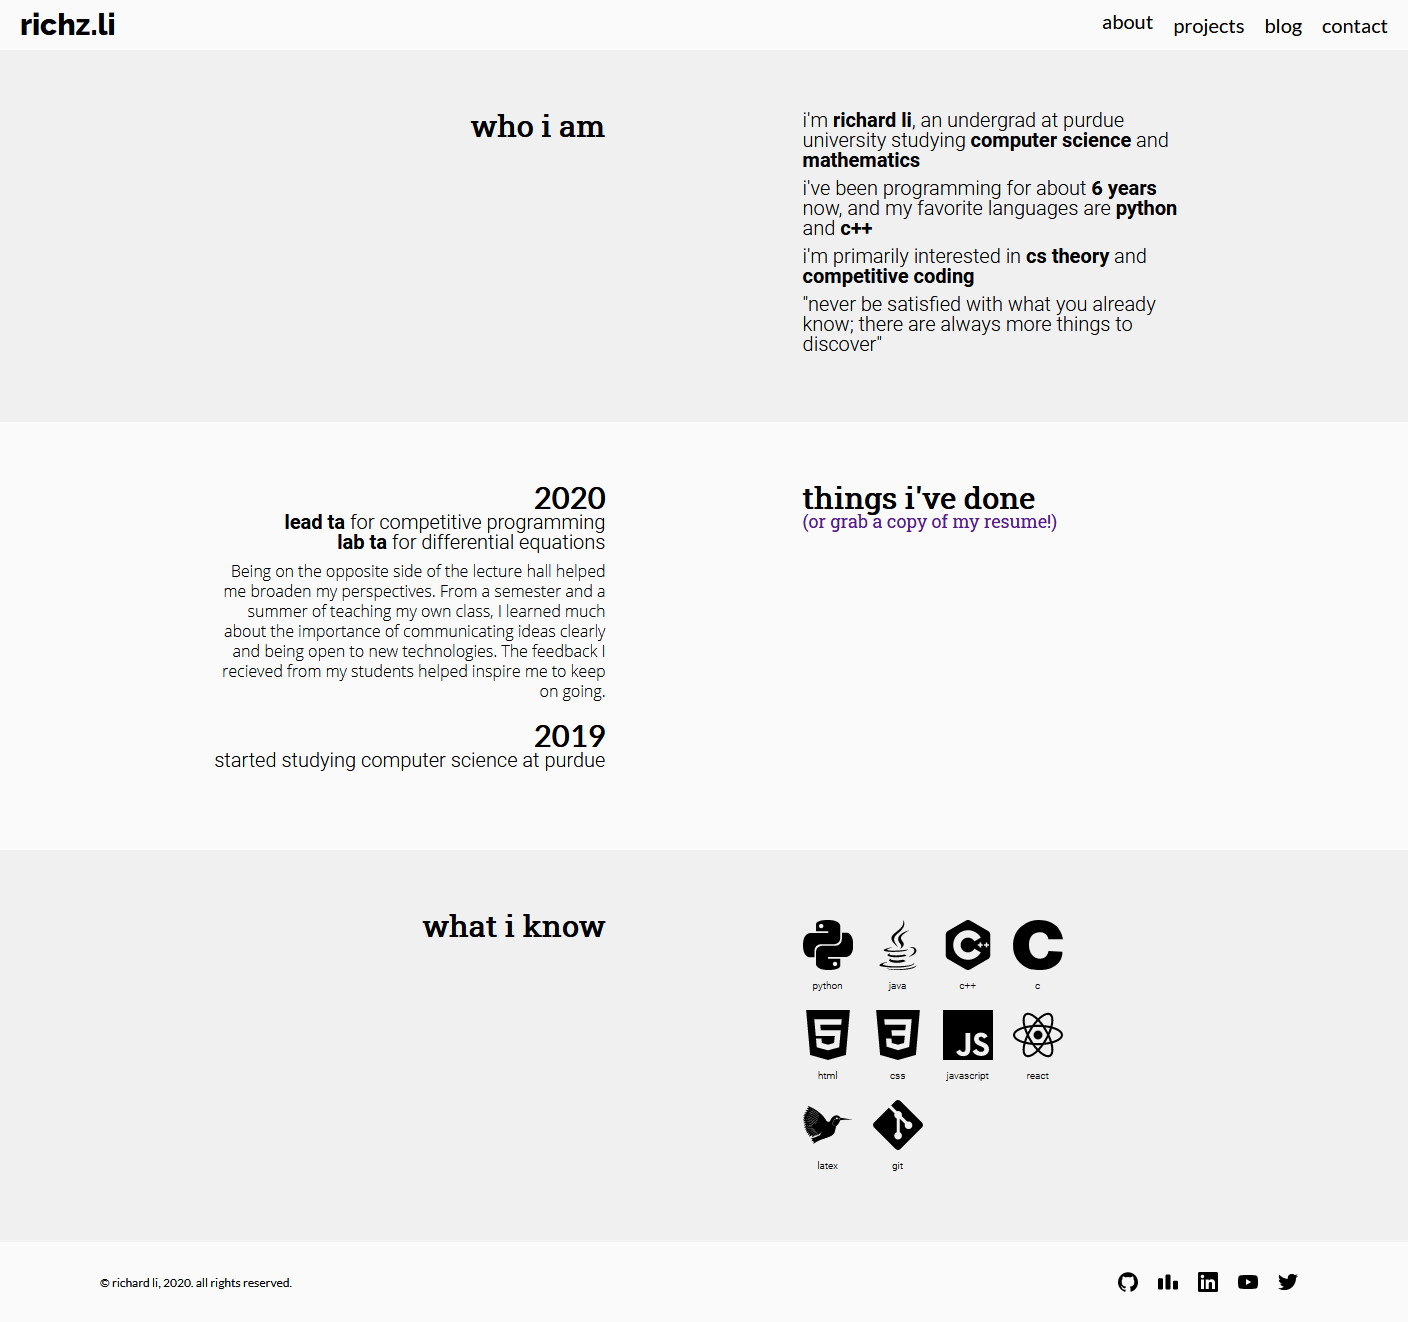 richz.li
about projects blog contact
who i am
i'm richard li, an undergrad at purdue
university studying computer science and
mathematics
i've been programming for about 6 years
now, and my favorite languages are python
and c++
i'm primarily interested in cs theory and
competitive coding
"never be satisfied with what you already
know; there are always more things to
discover"
2020
lead ta for competitive programming
lab ta for differential equations
Being on the opposite side of the lecture hall helped
me broaden my perspectives. From a semester and a
summer of teaching my own class, I learned much
about the importance of communicating ideas clearly
and being open to new technologies. The feedback I
recieved from my students helped inspire me to keep
on going.
2019
started studying computer science at purdue
things i've done
(or grab a copy of my resume!)
what i know
C++ C
python java c++ c
5 3 JS
html css javascript react
latex git
© richard li, 2020. all rights reserved.
in